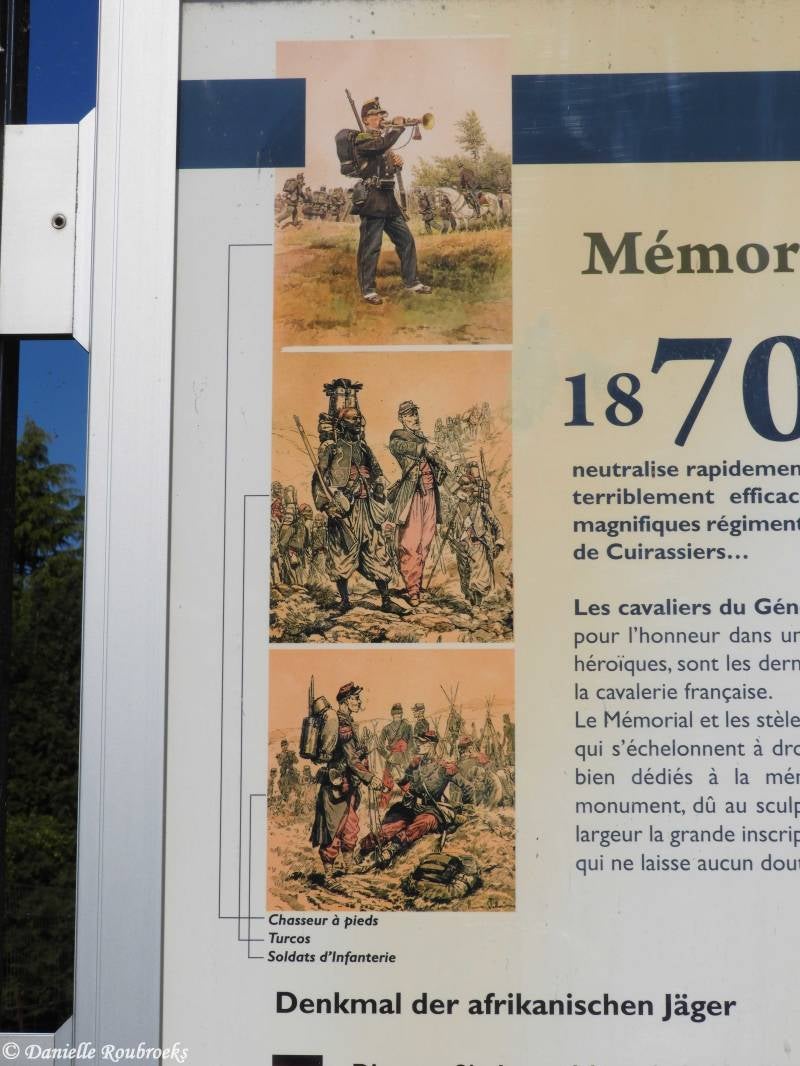 Mémor
1870
neutralise rapidemen
terriblement efficac
magnifiques régiment
de Cuirassiers…
Les cavaliers du Géné
pour l’honneur dans un
héroïques, sont les dern
la cavalerie française.
Le Mémorial et les stèle
qui s’échelonnent à dro
bien dédiés à la mém
monument, dû au sculp
largeur la grande inscrip
qui ne laisse aucun dout
Chasseur à pieds
Turcos
Soldats d’Infanterie
Denkmal der afrikanischen Jäger
© Danielle Roubroeks